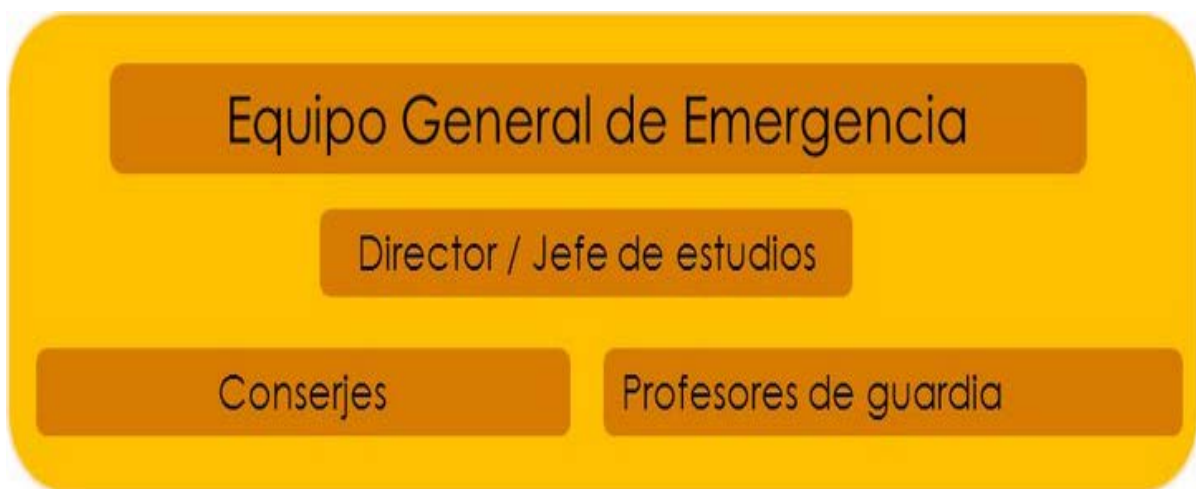 Equipo General de Emergencia
Director / Jefe de estudios
Conserjes
Profesores de guardia